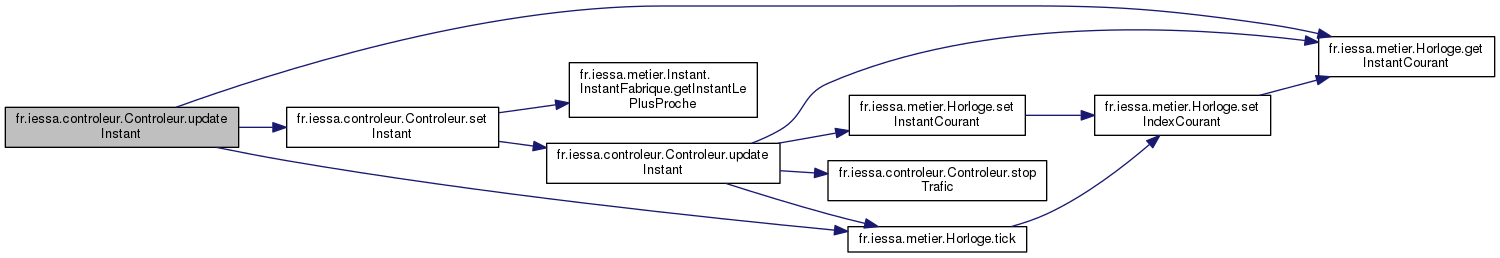 fr.iessa.controleur.Controleur.update
Instant
fr.iessa.controleur.Controleur.set
Instant
fr.iessa.metier.Instant.
InstantFabrique.getInstantLe
PlusProche
fr.iessa.controleur.Controleur.update
Instant
fr.iessa.metier.Horloge.set
InstantCourant
fr.iessa.controleur.Controleur.stop
Trafic
fr.iessa.metier.Horloge.tick
fr.iessa.metier.Horloge.set
IndexCourant
fr.iessa.metier.Horloge.get
InstantCourant